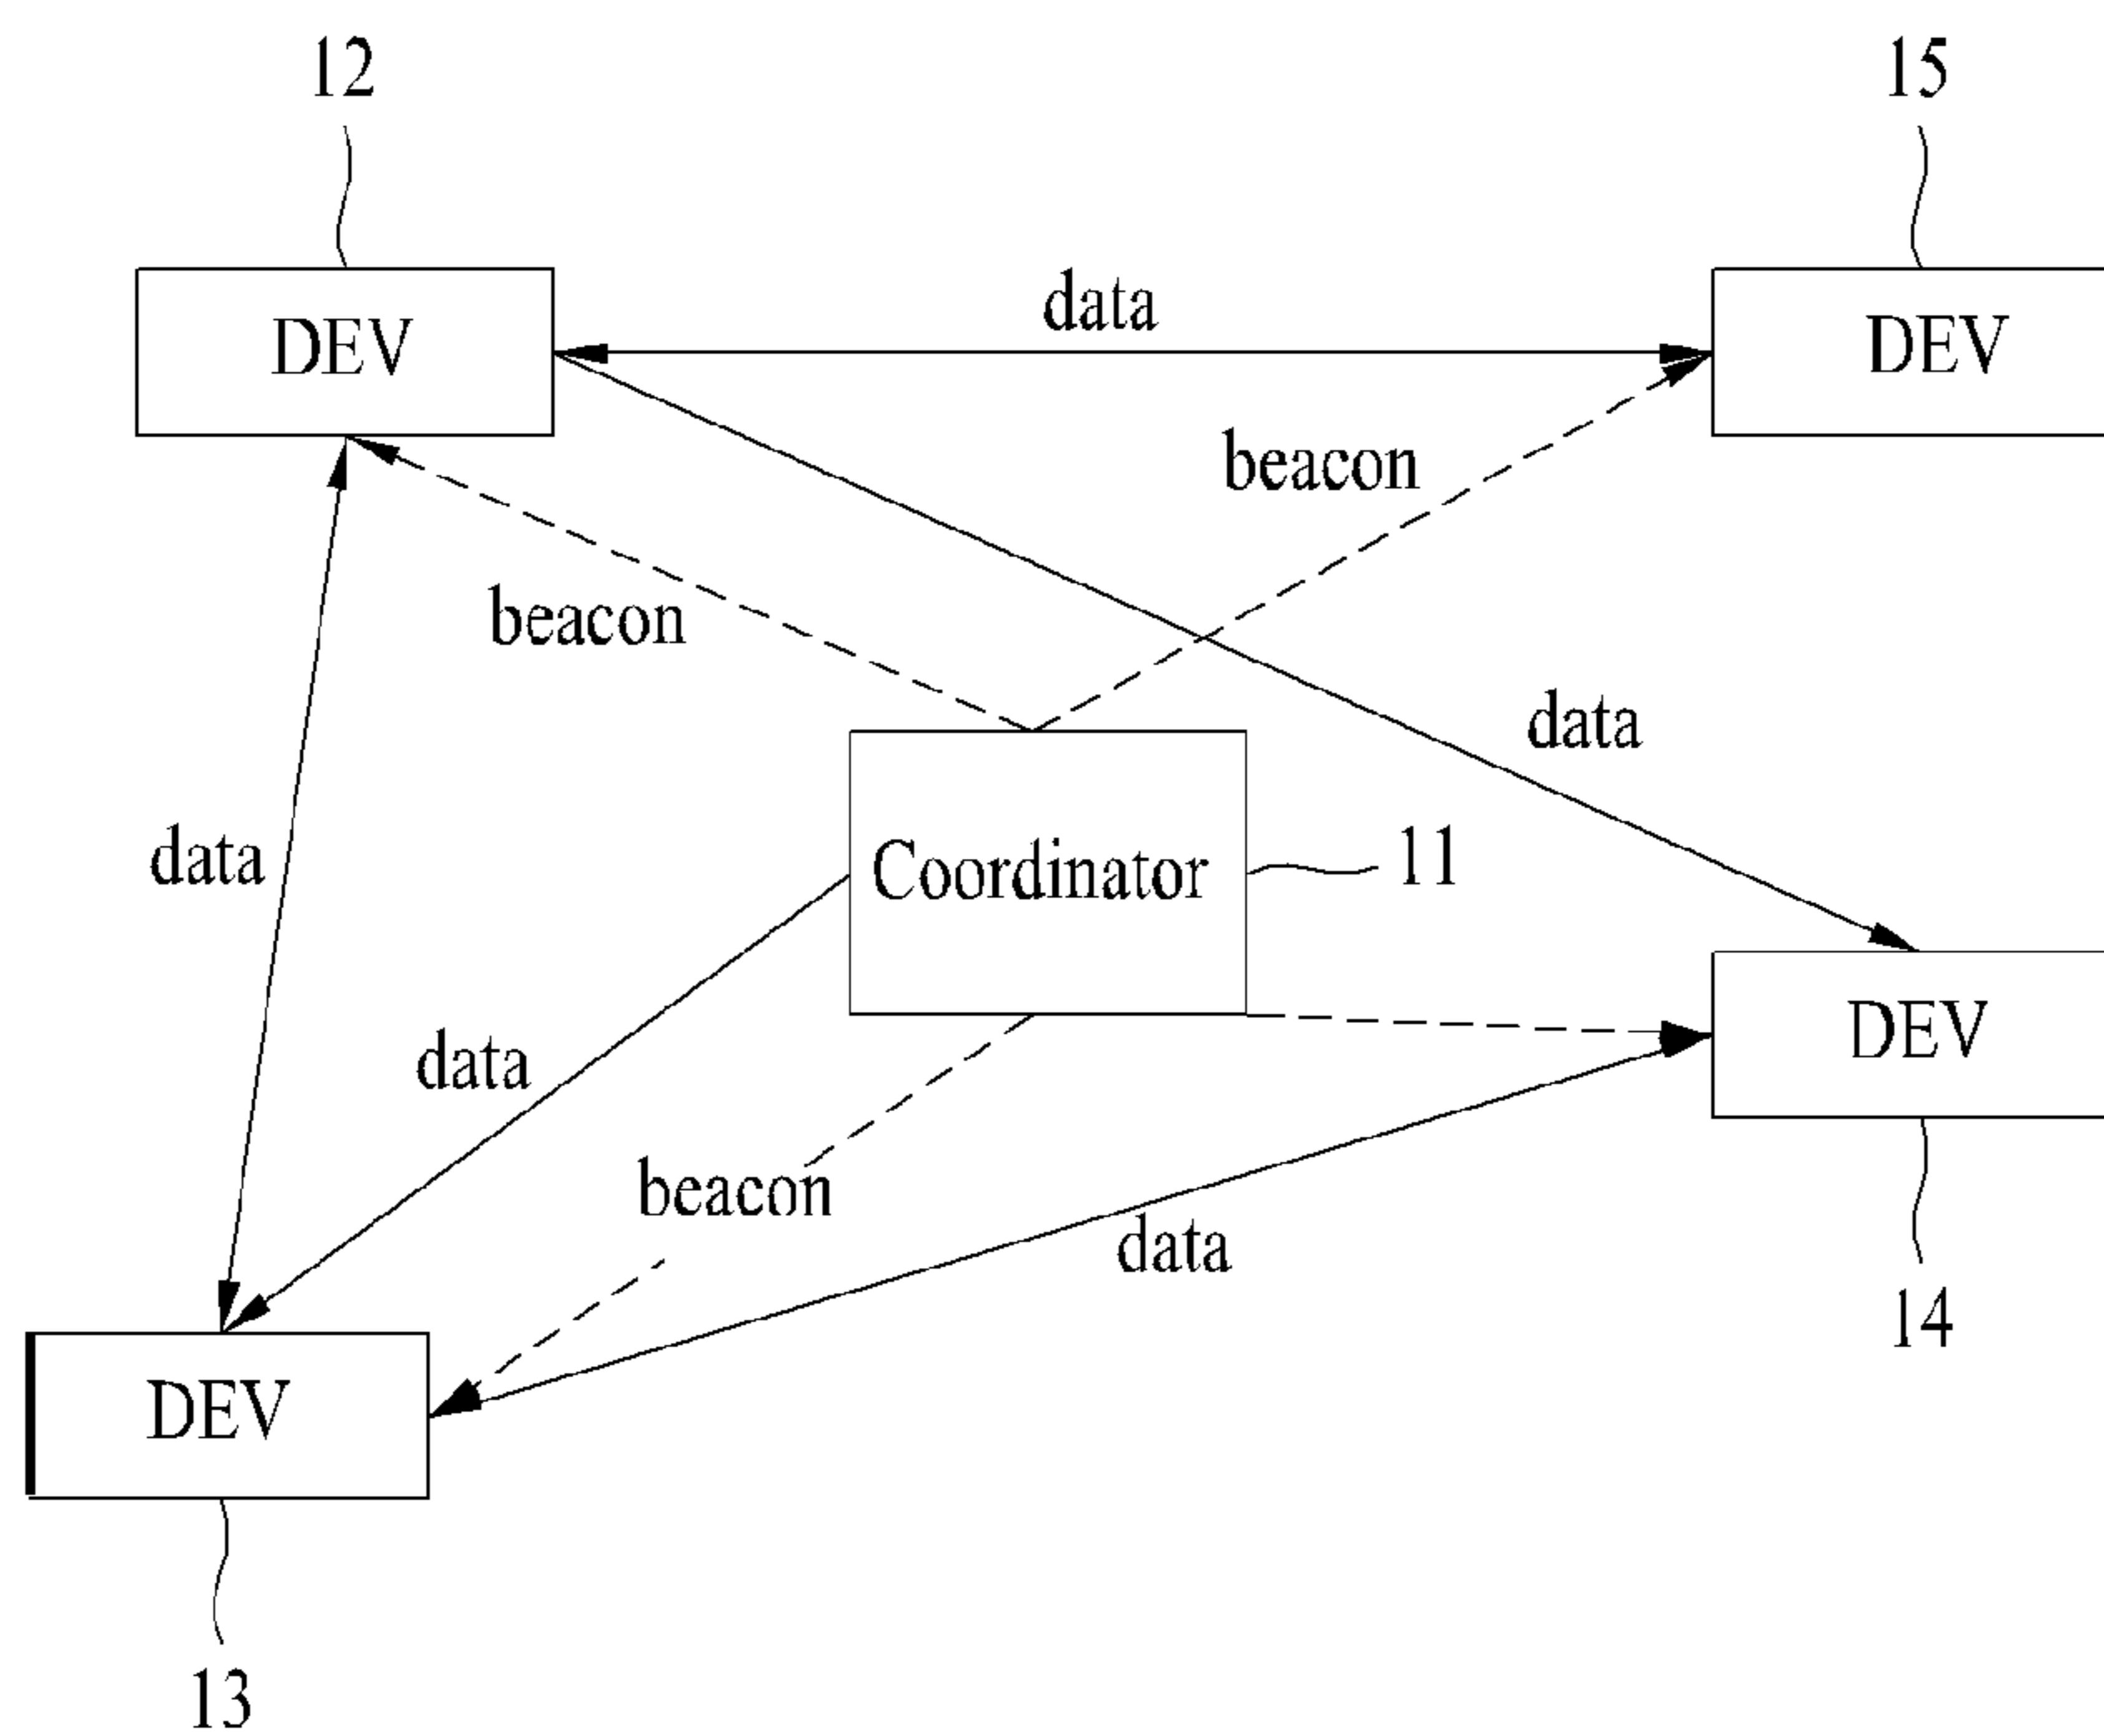 12
15
DEV
data
DEV
beacon
beacon
data
data
Coordinator
11
data
DEV
beacon
data
14
DEV
13